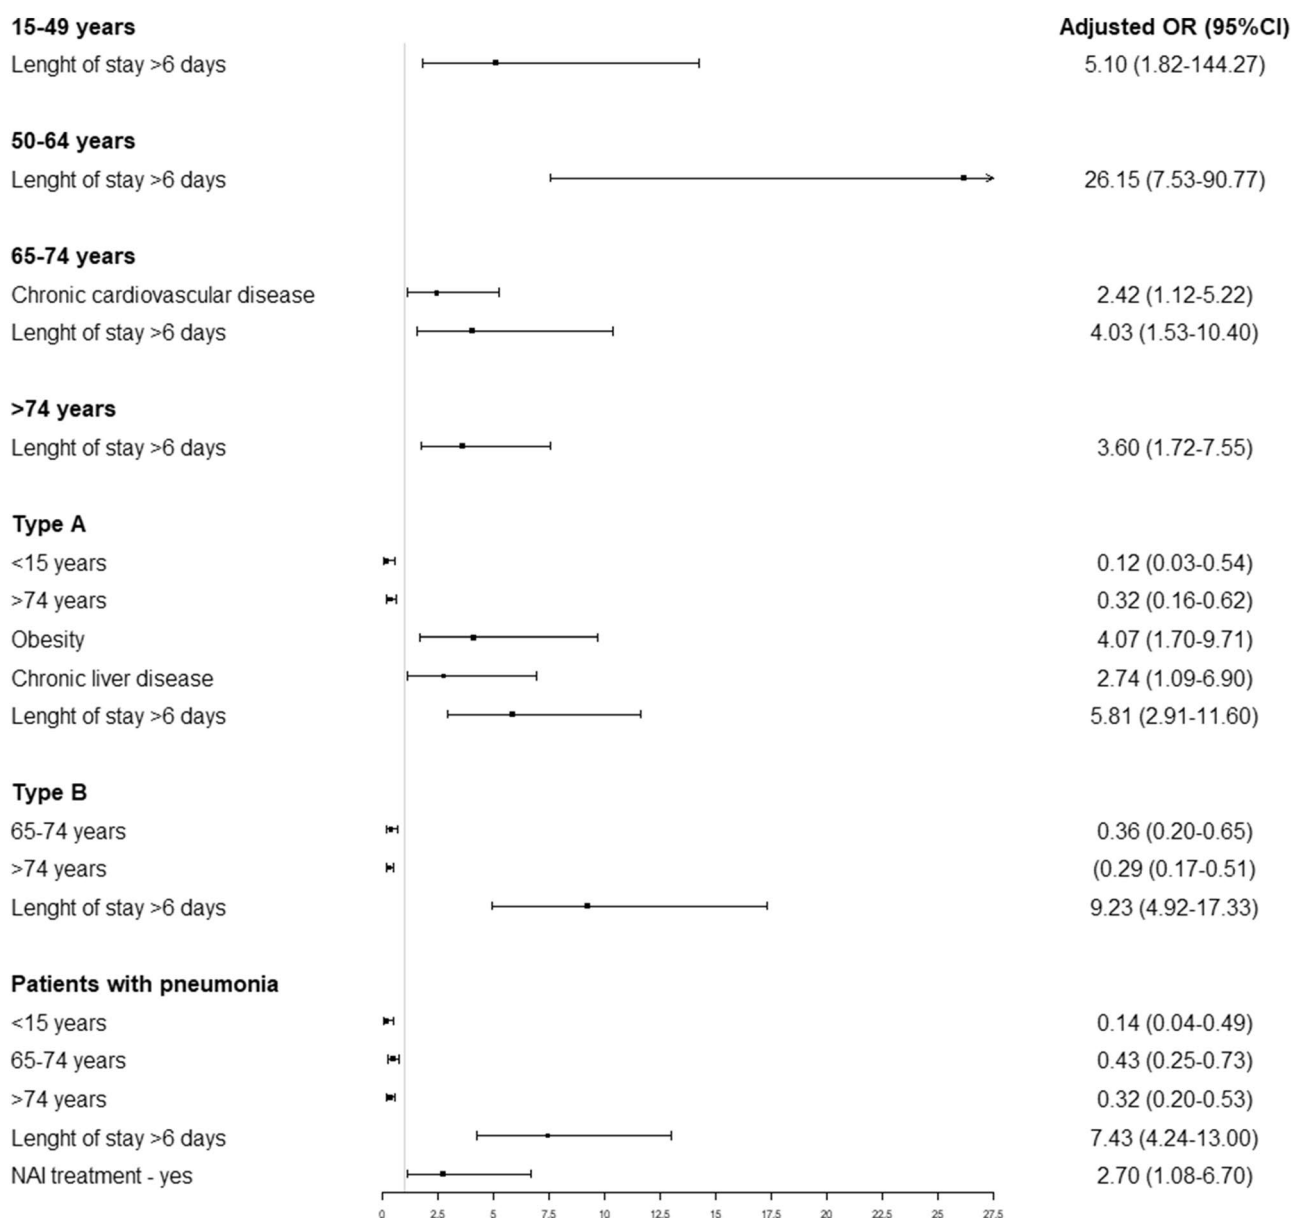 15-49 years Adjusted OR (95%CI)
Lenght of stay >6 days 5.10 (1.82-144.27)
50-64 years
Lenght of stay >6 days 26.15 (7.53-90.77)
65-74 years
Chronic cardiovascular disease 2.42 (1.12-5.22)
Lenght of stay >6 days 4.03 (1.53-10.40)
>74 years
Lenght of stay >6 days 3.60 (1.72-7.55)
Type A
<15 years 0.12 (0.03-0.54)
>74 years 0.32 (0.16-0.62)
Obesity 4.07 (1.70-9.71)
Chronic liver disease 2.74 (1.09-6.90)
Lenght of stay >6 days 5.81 (2.91-11.60)
Type B
65-74 years 0.36 (0.20-0.65)
>74 years (0.29 (0.17-0.51)
Lenght of stay >6 days 9.23 (4.92-17.33)
Patients with pneumonia
<15 years 0.14 (0.04-0.49)
65-74 years 0.43 (0.25-0.73)
>74 years 0.32 (0.20-0.53)
Lenght of stay >6 days 7.43 (4.24-13.00)
NAI treatment - yes 2.70 (1.08-6.70)
0 2.5 5 7.5 10 12.5 15 17.5 20 22.5 25 27.5